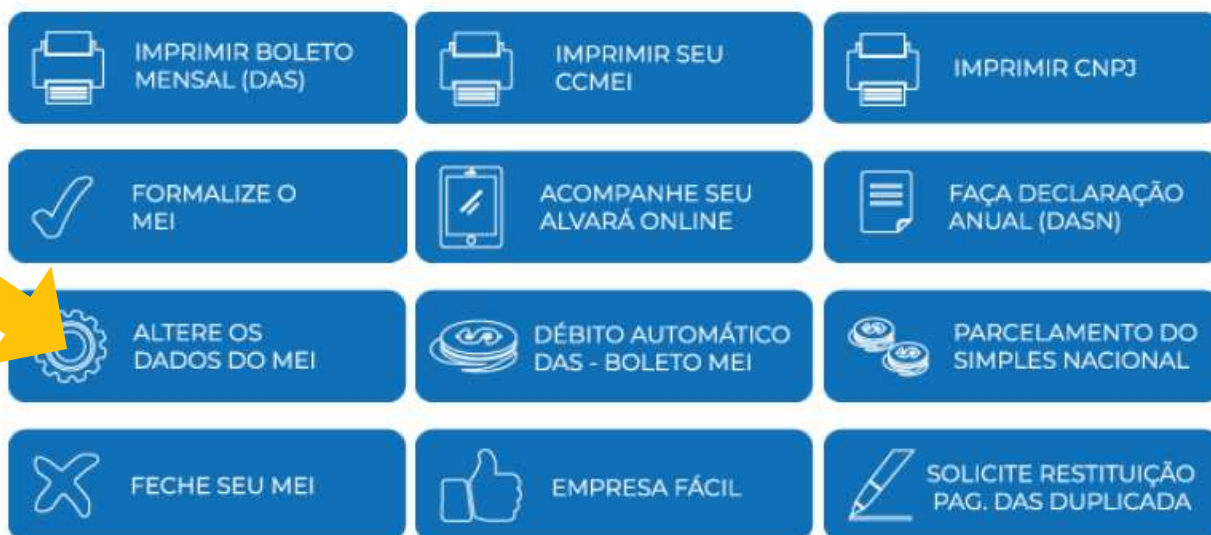 IMPRIMIR BOLETO
MENSAL (DAS)
IMPRIMIR SEU
CCMEI
IMPRIMIR CNPJ
FORMALIZE O
MEI
ACOMPANHE SEU
ALVARÁ ONLINE
FAÇA DECLARAÇÃO
ANUAL (DASN)
ALTERE OS
DADOS DO MEI
DÉBITO AUTOMÁTICO
DAS - BOLETO MEI
PARCELAMENTO DO
SIMPLES NACIONAL
FECHE SEU MEI
EMPRESA FÁCIL
SOLICITE RESTITUIÇÃO
PAG. DAS DUPLICADA